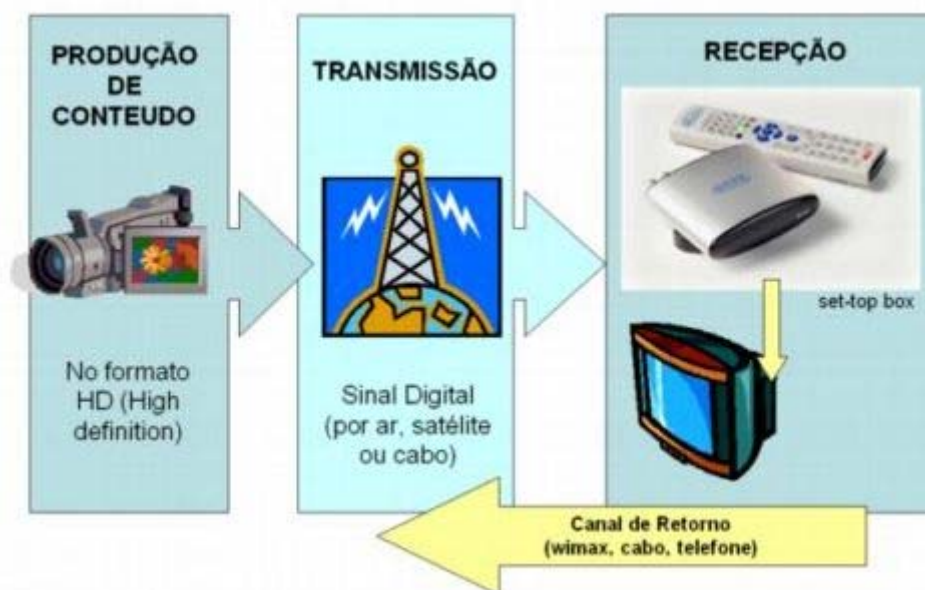 PRODUÇÃO
DE
CONTEUDO
No formato
HD (High
definition)
TRANSMISSÃO
Sinal Digital
(por ar, satélite
ou cabo)
RECEPÇÃO
set-top box
Canal de Retorno
(wimax, cabo, telefone)